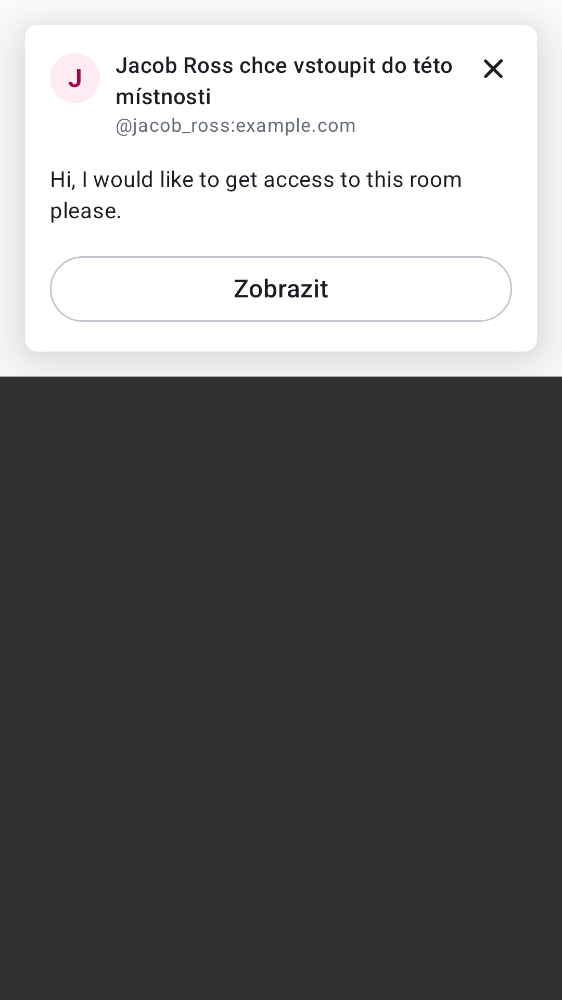 J
Jacob Ross chce vstoupit do této
místnosti
@jacob_ross:example.com
Hi, I would like to get access to this room
please.
Zobrazit